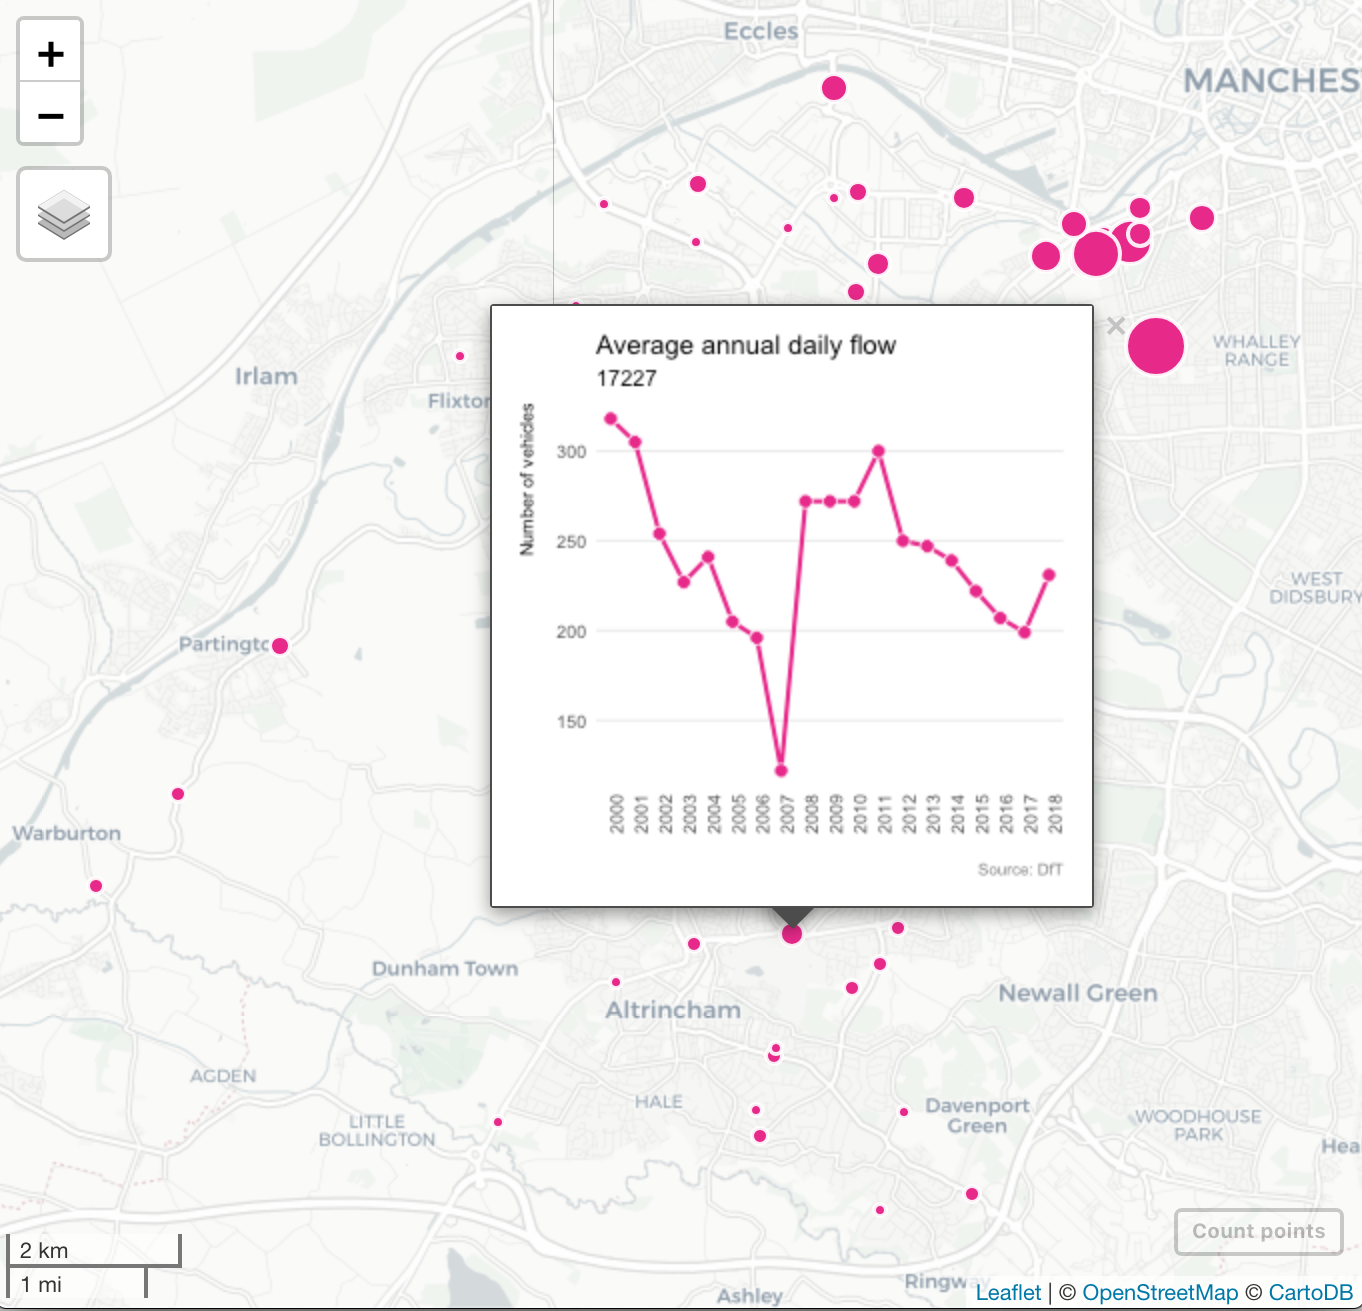 +
−
Eccles
MANCHES
Irlam
Flixton
WHALLEY
RANGE
×
Average annual daily flow
17227
Number of vehicles
300
250
200
150
2000
2001
2002
2003
2004
2005
2006
2007
2008
2009
2010
2011
2012
2013
2014
2015
2016
2017
2018
Source: DfT
WEST
DIDSBURY
Partingto
Warburton
Dunham Town
Altrincham
Newall Green
AGDEN
LITTLE
BOLLINGTON
HALE
Davenport
Green
WOODHOUSE
PARK
Hea
Count points
2 km
1 mi
Ashley
Ringway
Leaflet | © OpenStreetMap © CartoDB